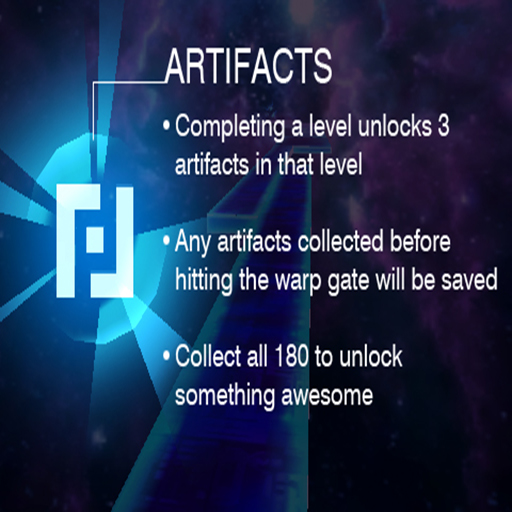 ARTIFACTS
• Completing a level unlocks 3
artifacts in that level
• Any artifacts collected before
hitting the warp gate will be saved
• Collect all 180 to unlock
something awesome